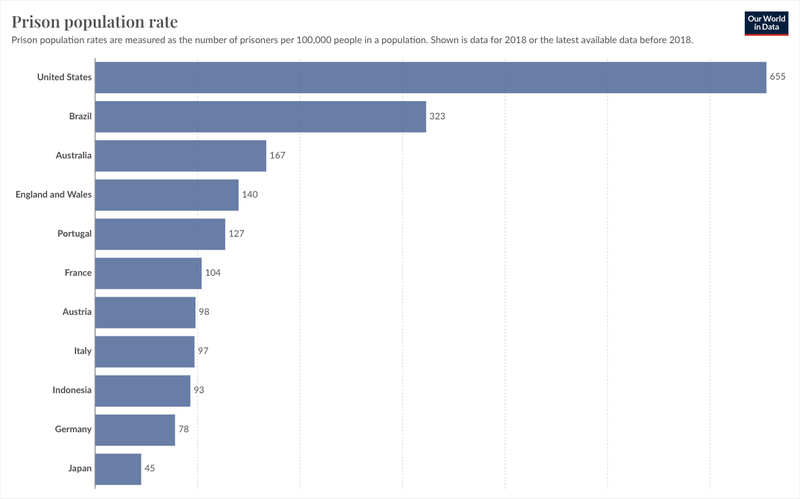 Prison population rate
Our World
in Data
Prison population rates are measured as the number of prisoners per 100,000 people in a population. Shown is data for 2018 or the latest available data before 2018.
United States 655
Brazil 323
Australia 167
England and Wales 140
Portugal 127
France 104
Austria 98
Italy 97
Indonesia 93
Germany 78
Japan 45